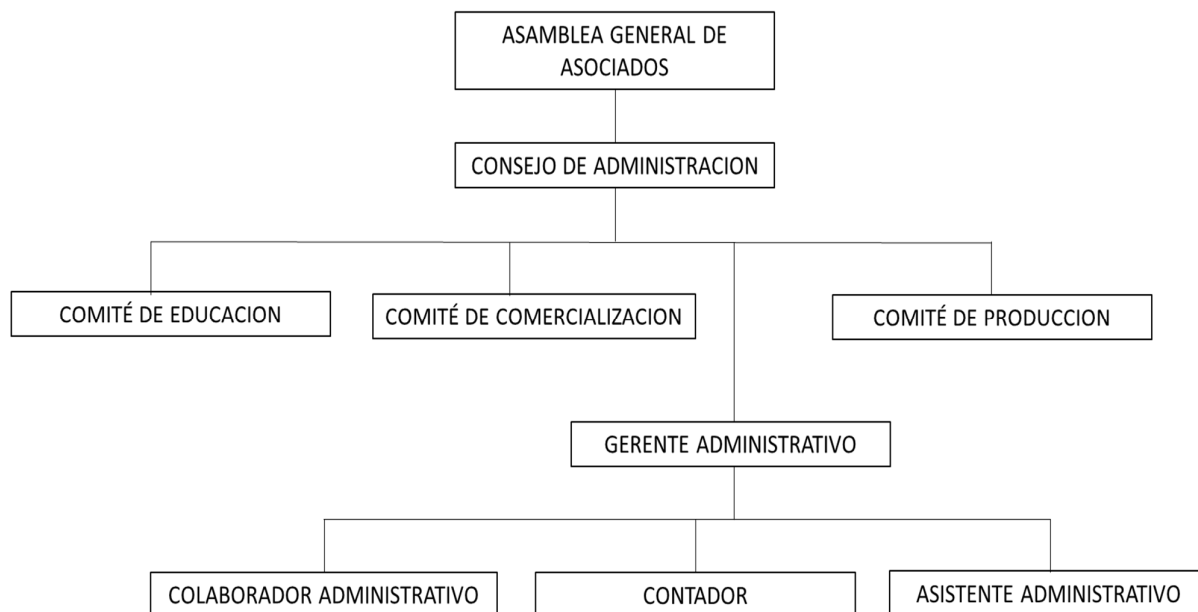 ASAMBLEA GENERAL DE
ASOCIADOS
CONSEJO DE ADMINISTRACION
COMITÉ DE EDUCACION
COMITÉ DE COMERCIALIZACION
COMITÉ DE PRODUCCION
GERENTE ADMINISTRATIVO
COLABORADOR ADMINISTRATIVO
CONTADOR
ASISTENTE ADMINISTRATIVO